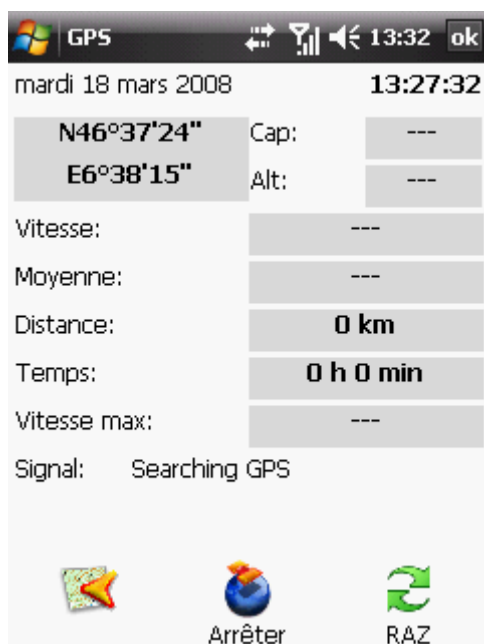 GPS 13:32 ok
mardi 18 mars 2008 13:27:32
N46°37'24" Cap: ---
E6°38'15" Alt: ---
Vitesse: ---
Moyenne: ---
Distance: 0 km
Temps: 0 h 0 min
Vitesse max: ---
Signal: Searching GPS
Arrêter RAZ